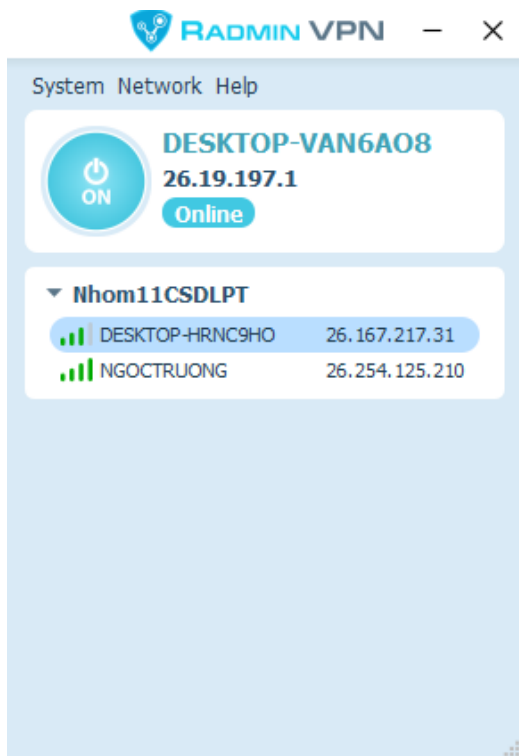 RADMIN VPN
System Network Help
DESKTOP-VAN6AO8
26.19.197.1
ON
Online
Nhom11CSDLPT
DESKTOP-HRNC9HO 26.167.217.31
NGOCTRUONG 26.254.125.210